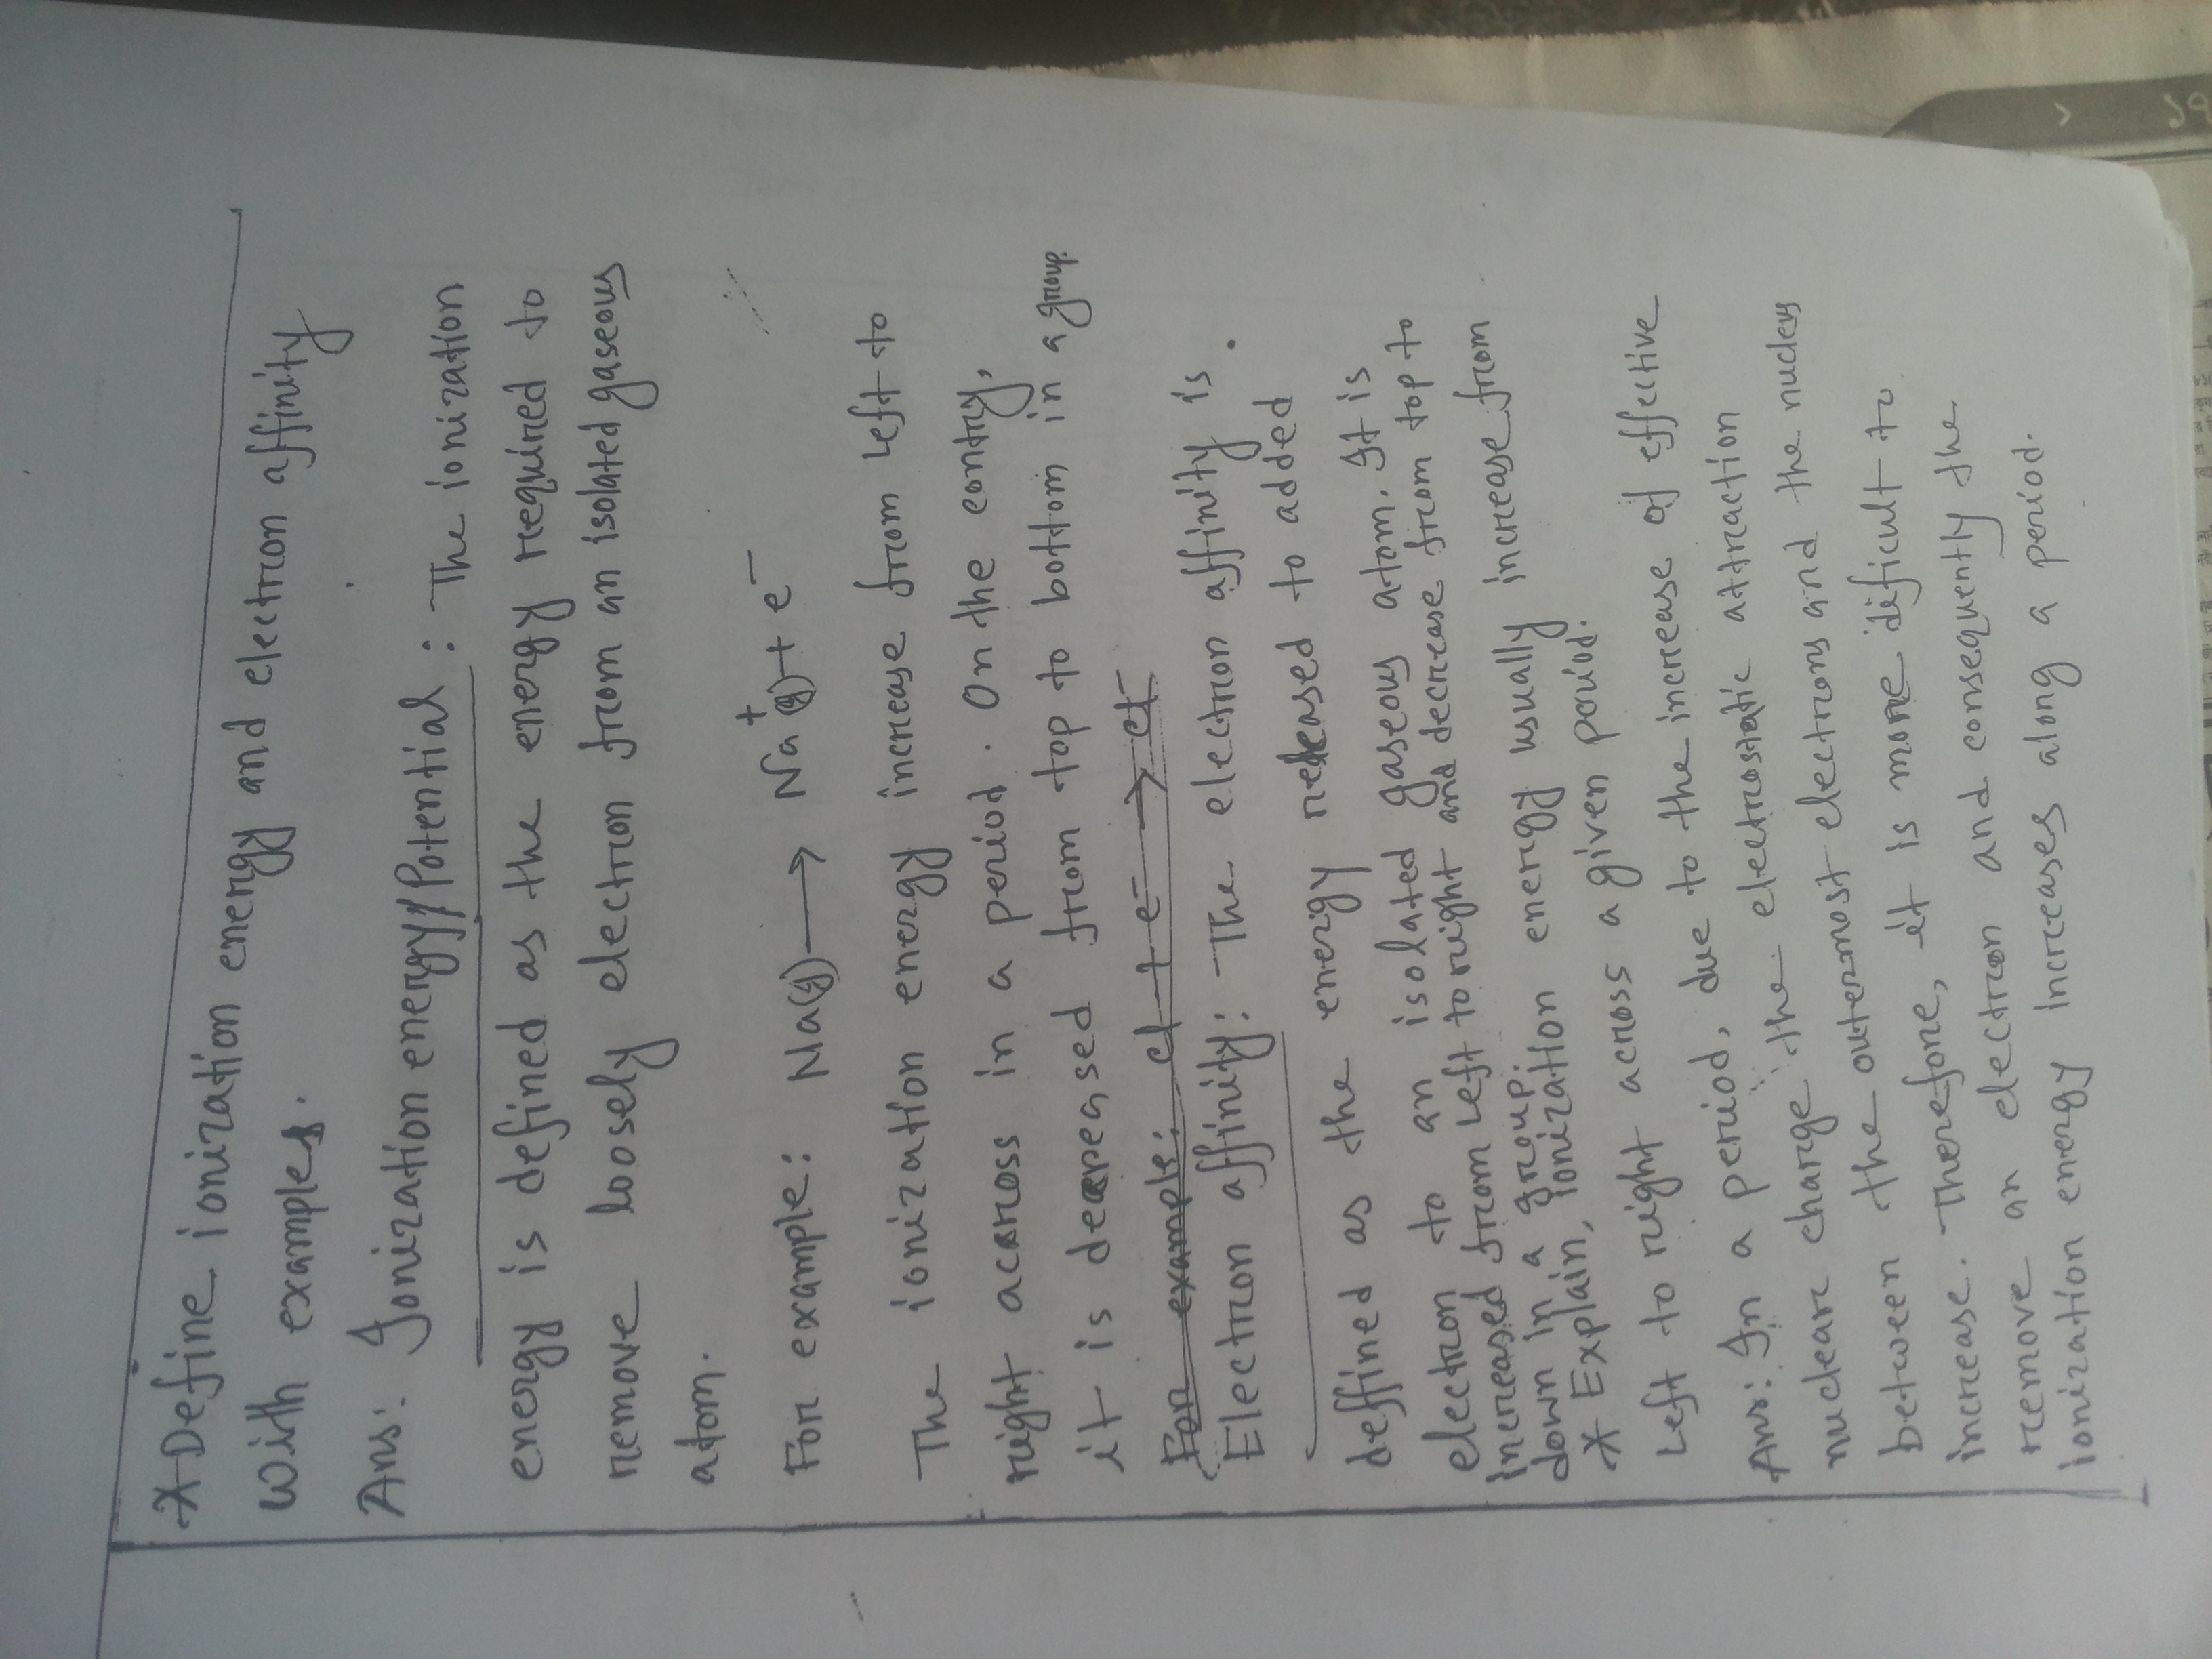 * Define ionization energy and electron affinity
with examples.
Ans: Ionization energy/Potential : The ionization
energy is defined as the energy required to
remove loosely electron from an isolated gaseous
atom.
For example: Na(g) → Na⁺(g) + e⁻
The ionization energy increase from left to
right accross in a period. On the contry,
it is decreased from top to bottom in a group.
For example: cl + e⁻ → cl⁻
Electron affinity: The electron affinity is.
deffined as the energy released to added
electron to an isolated gaseous atom. It is
increased from left to right and decrease from top to
down in a group.
* Explain, ionization energy usually increase from
left to right across a given period.
Ans: In a period, due to the increase of effective
nuclear charge the electrostatic attraction
between the outermost electrons and the nucleus
increase. Therefore, it is more dificult to
remove an electron and consequently the
ionization energy increases along a period.